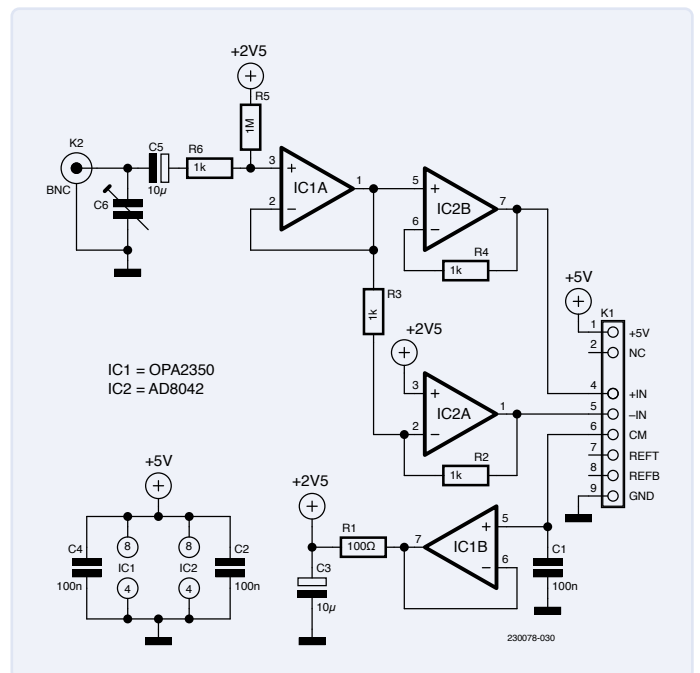 +2V5
R5
1M
K2
BNC
C5
10µ
R6
1k
C6
3
2
1
+
–
IC1A
5
6
7
+
–
IC2B
R4
1k
R3
1k
+5V
K1
1 +5V
2 NC
4 +IN
5 –IN
6 CM
7 REFT
8 REFB
9 GND
+2V5
3
2
1
+
–
IC2A
R2
1k
IC1 = OPA2350
IC2 = AD8042
+5V
C4
100n
8
IC1
4
8
IC2
4
C2
100n
+2V5
R1
100Ω
C3
10µ
7
5
6
+
–
IC1B
C1
100n
230078-030